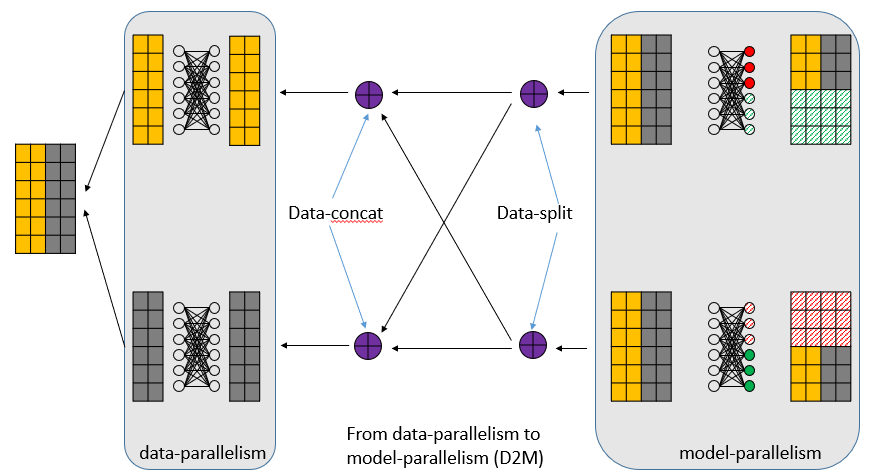 Data-concat
Data-split
data-parallelism
From data-parallelism to
model-parallelism (D2M)
model-parallelism